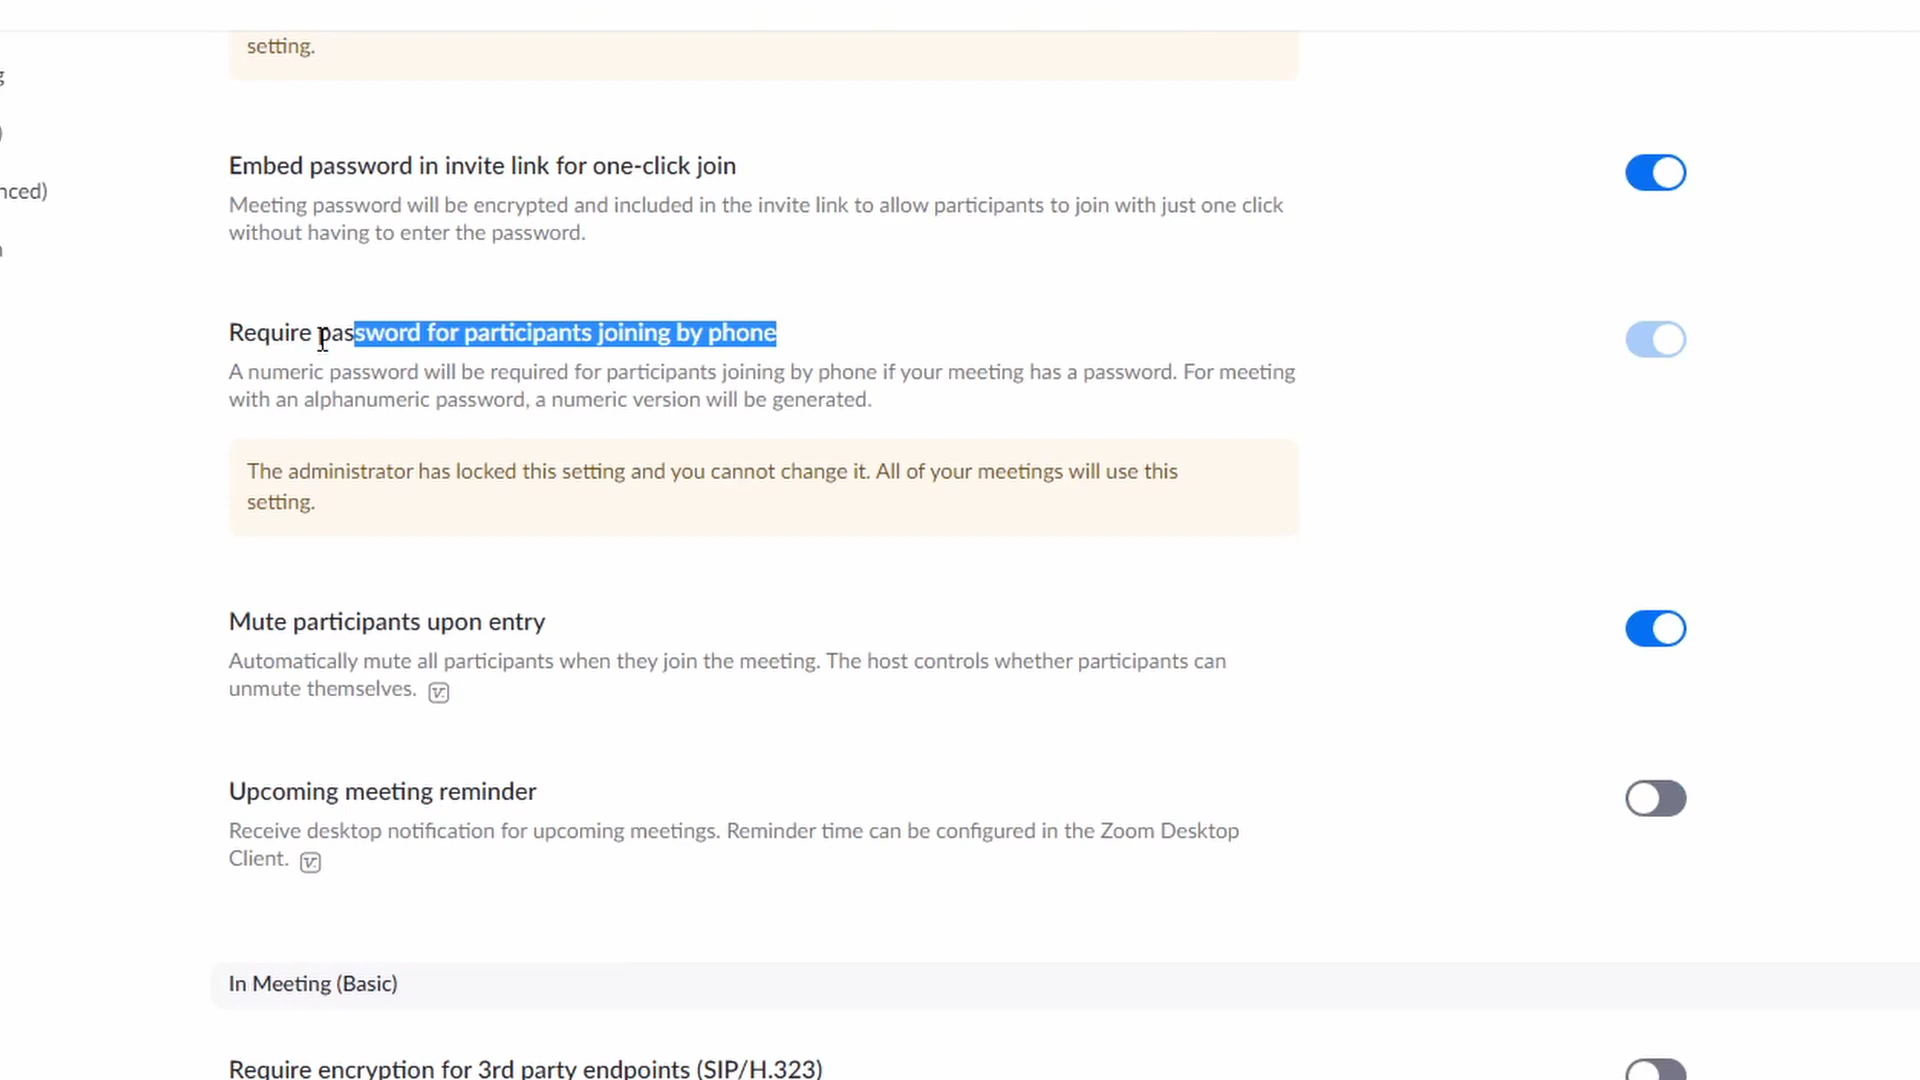 setting.
Embed password in invite link for one-click join
Meeting password will be encrypted and included in the invite link to allow participants to join with just one click
without having to enter the password.
nced)
Require password for participants joining by phone
A numeric password will be required for participants joining by phone if your meeting has a password. For meeting
with an alphanumeric password, a numeric version will be generated.
The administrator has locked this setting and you cannot change it. All of your meetings will use this
setting.
Mute participants upon entry
Automatically mute all participants when they join the meeting. The host controls whether participants can
unmute themselves.
Upcoming meeting reminder
Receive desktop notification for upcoming meetings. Reminder time can be configured in the Zoom Desktop
Client.
In Meeting (Basic)
Require encryption for 3rd party endpoints (SIP/H.323)